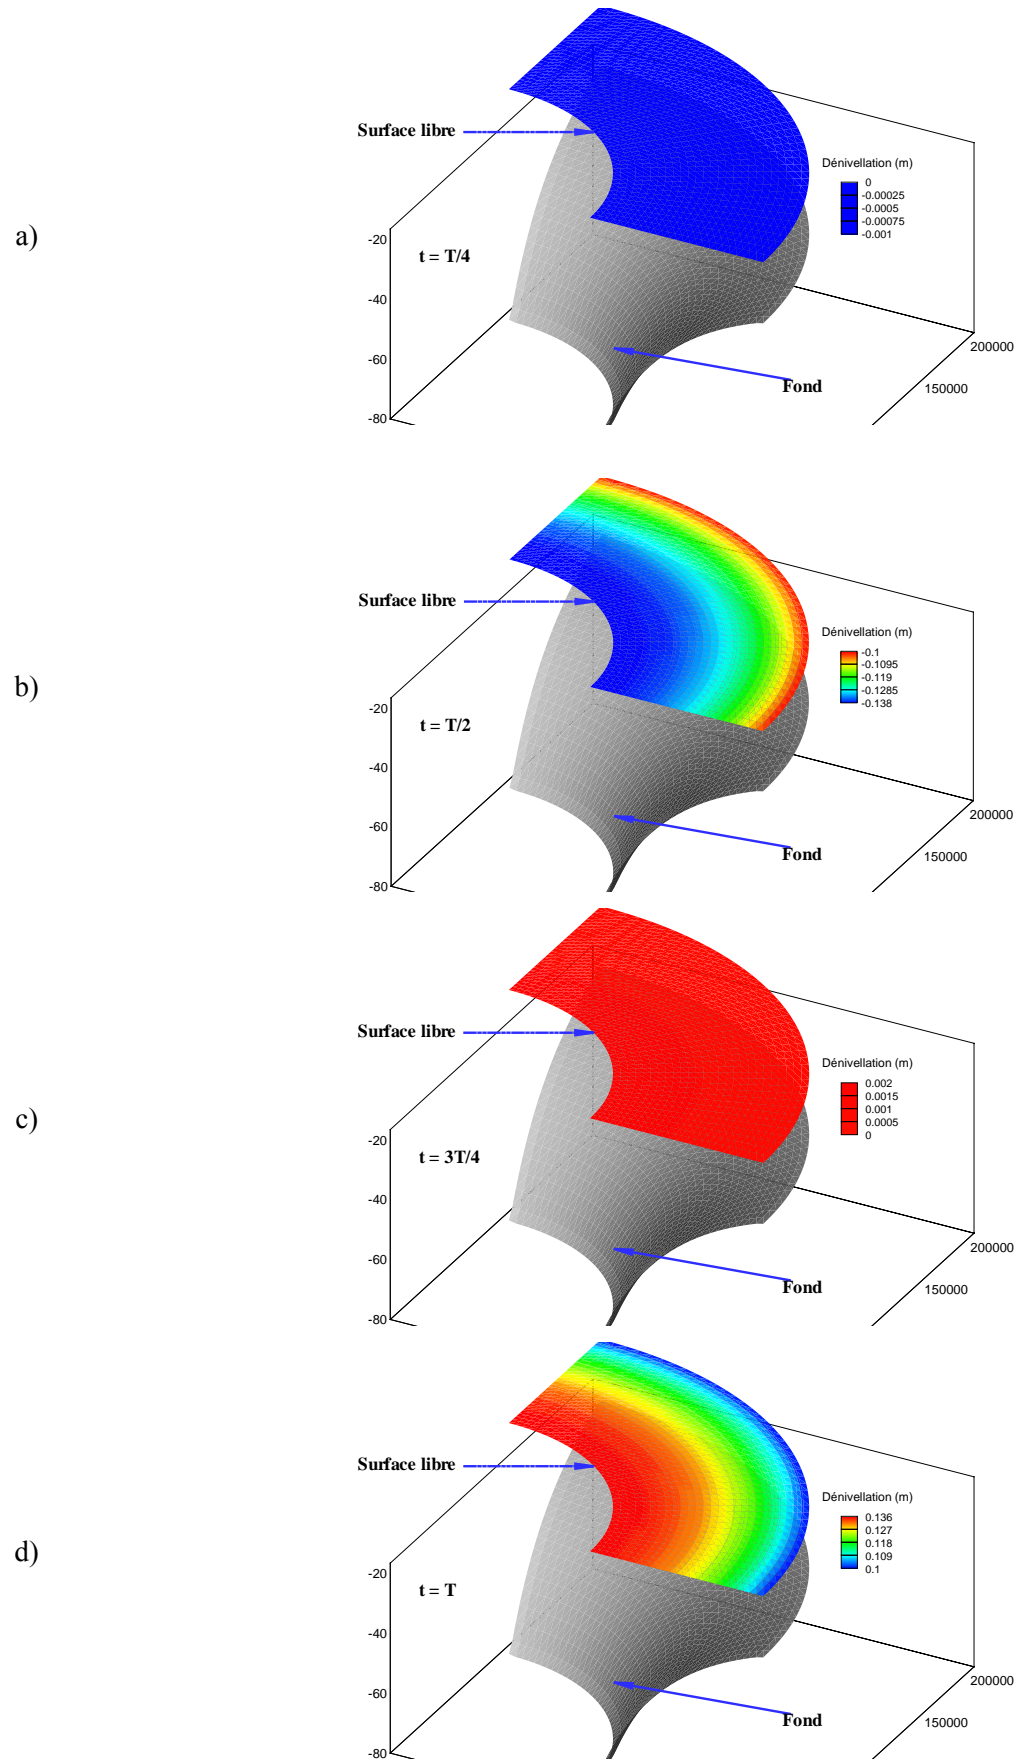 a)
Surface libre
Dénivellation (m)
0
-0.00025
-0.0005
-0.00075
-0.001
-20
t = T/4
-40
-60
-80
200000
150000
Fond
b)
Surface libre
Dénivellation (m)
-0.1
-0.1095
-0.119
-0.1285
-0.138
-20
t = T/2
-40
-60
-80
200000
150000
Fond
c)
Surface libre
Dénivellation (m)
0.002
0.0015
0.001
0.0005
0
-20
t = 3T/4
-40
-60
-80
200000
150000
Fond
d)
Surface libre
Dénivellation (m)
0.136
0.127
0.118
0.109
0.1
-20
t = T
-40
-60
-80
200000
150000
Fond